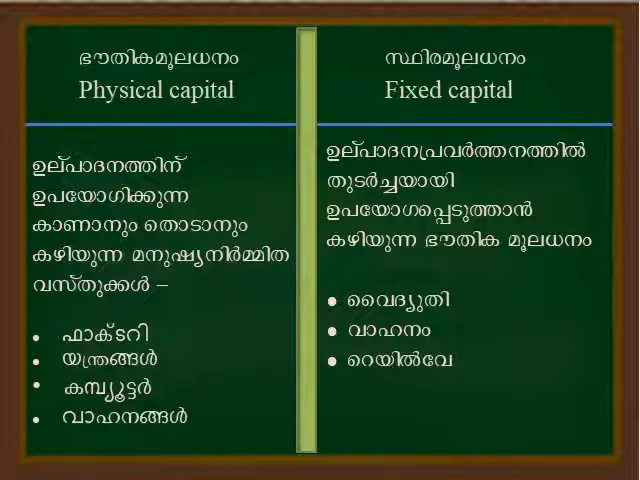 ഭൗതികമൂലധനം
Physical capital
ഉല്പാദനത്തിന്
ഉപയോഗിക്കുന്ന
കാണാനും തൊടാനും
കഴിയുന്ന മനുഷ്യനിർമ്മിത
വസ്തുക്കൾ –
• ഫാക്ടറി
• യന്ത്രങ്ങൾ
• കമ്പ്യൂട്ടർ
• വാഹനങ്ങൾ
സ്ഥിരമൂലധനം
Fixed capital
ഉല്പാദനപ്രവർത്തനത്തിൽ
തുടർച്ചയായി
ഉപയോഗപ്പെടുത്താൻ
കഴിയുന്ന ഭൗതിക മൂലധനം
● വൈദ്യുതി
● വാഹനം
● റെയിൽവേ